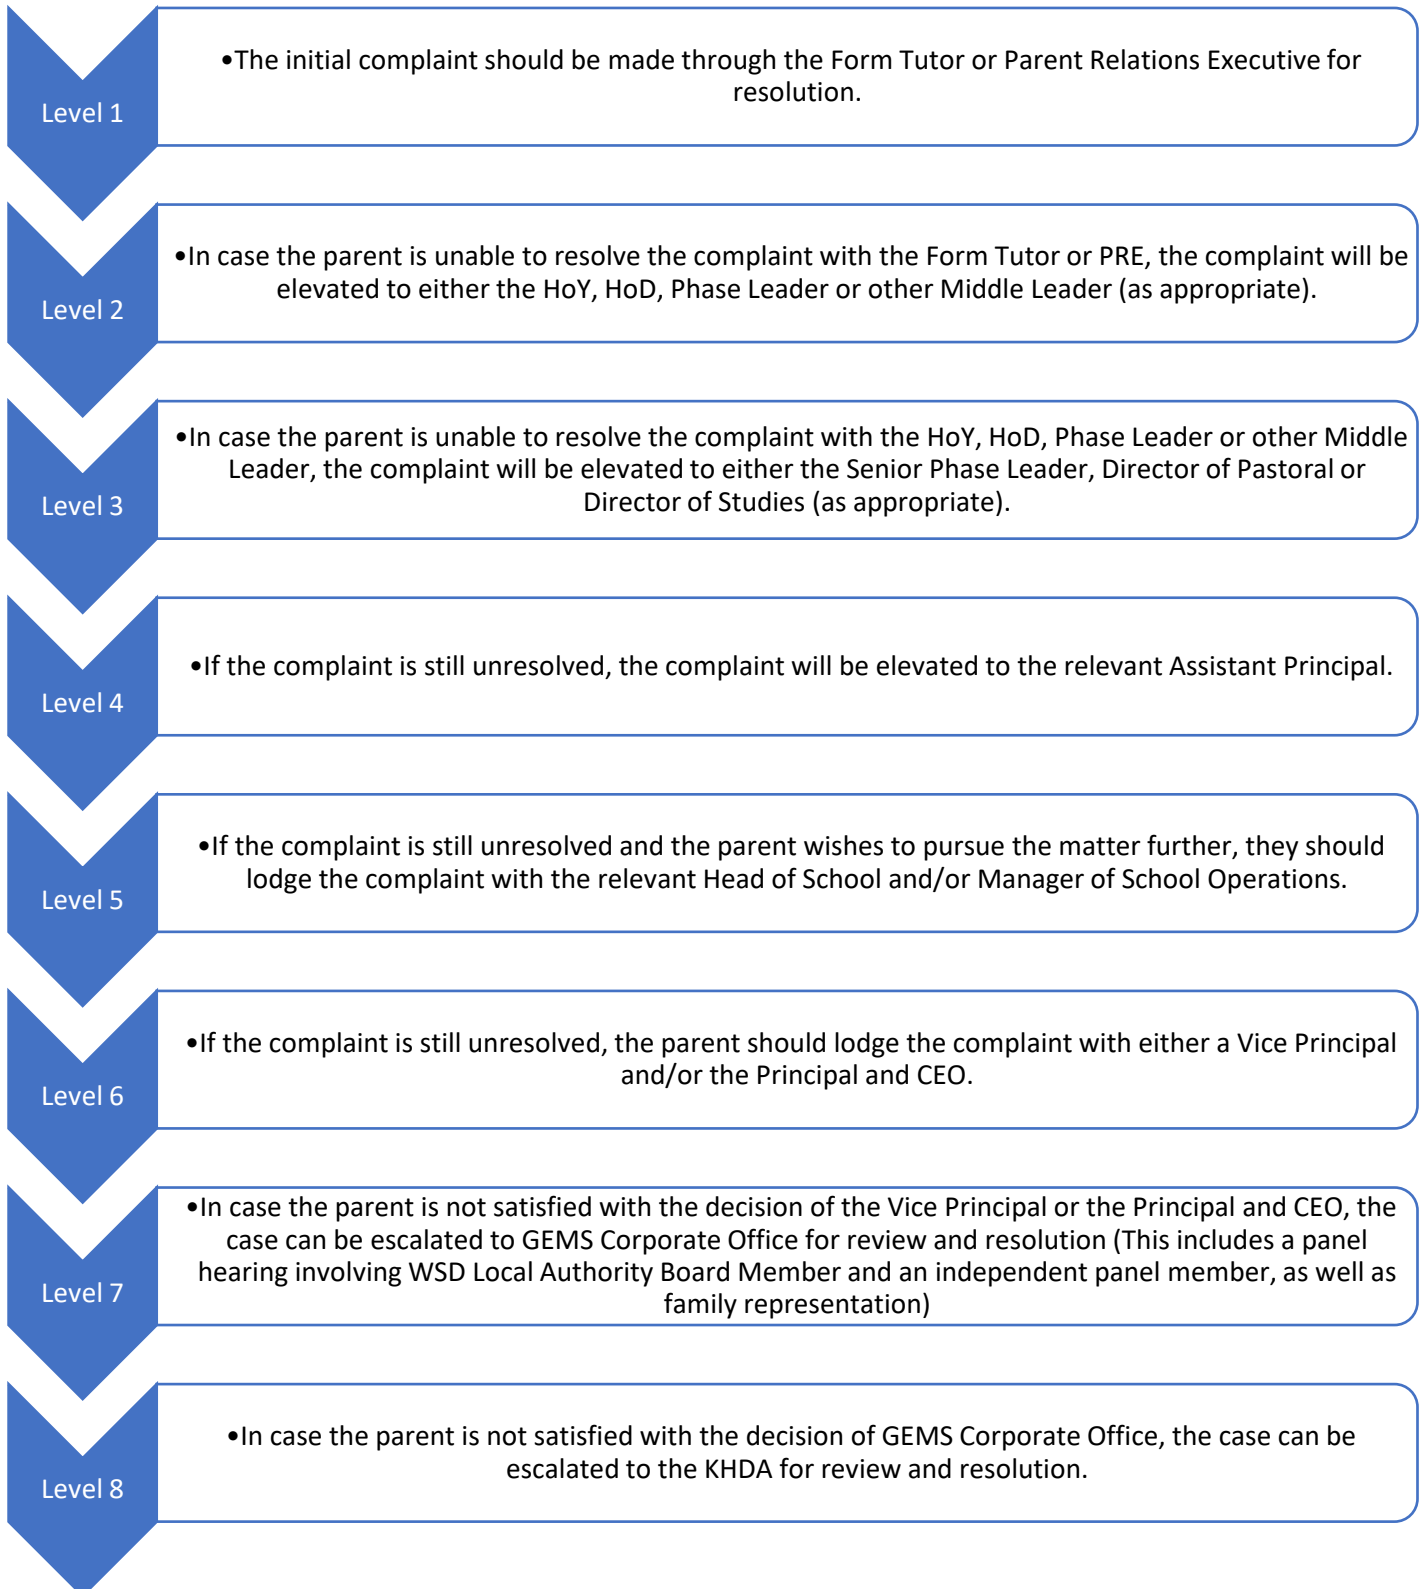 Level 1
•The initial complaint should be made through the Form Tutor or Parent Relations Executive for
resolution.
Level 2
•In case the parent is unable to resolve the complaint with the Form Tutor or PRE, the complaint will be
elevated to either the HoY, HoD, Phase Leader or other Middle Leader (as appropriate).
Level 3
•In case the parent is unable to resolve the complaint with the HoY, HoD, Phase Leader or other Middle
Leader, the complaint will be elevated to either the Senior Phase Leader, Director of Pastoral or
Director of Studies (as appropriate).
Level 4
•If the complaint is still unresolved, the complaint will be elevated to the relevant Assistant Principal.
Level 5
•If the complaint is still unresolved and the parent wishes to pursue the matter further, they should
lodge the complaint with the relevant Head of School and/or Manager of School Operations.
Level 6
•If the complaint is still unresolved, the parent should lodge the complaint with either a Vice Principal
and/or the Principal and CEO.
Level 7
•In case the parent is not satisfied with the decision of the Vice Principal or the Principal and CEO, the
case can be escalated to GEMS Corporate Office for review and resolution (This includes a panel
hearing involving WSD Local Authority Board Member and an independent panel member, as well as
family representation)
Level 8
•In case the parent is not satisfied with the decision of GEMS Corporate Office, the case can be
escalated to the KHDA for review and resolution.